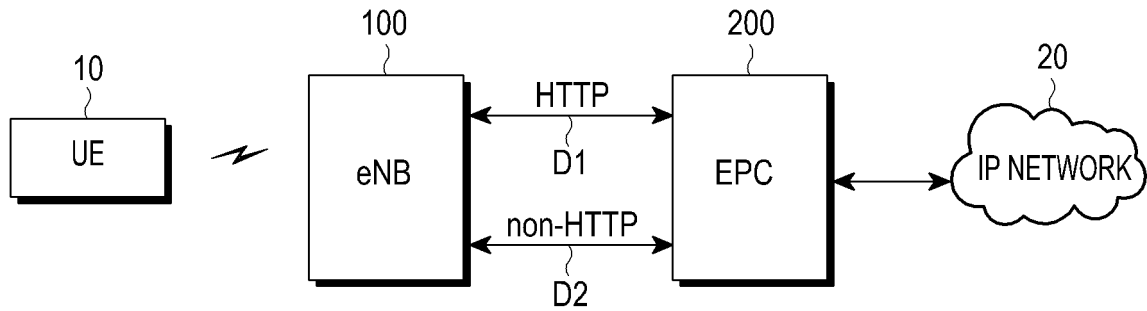 100
200
10
20
HTTP
UE
D1
eNB
EPC
IP NETWORK
non-HTTP
D2